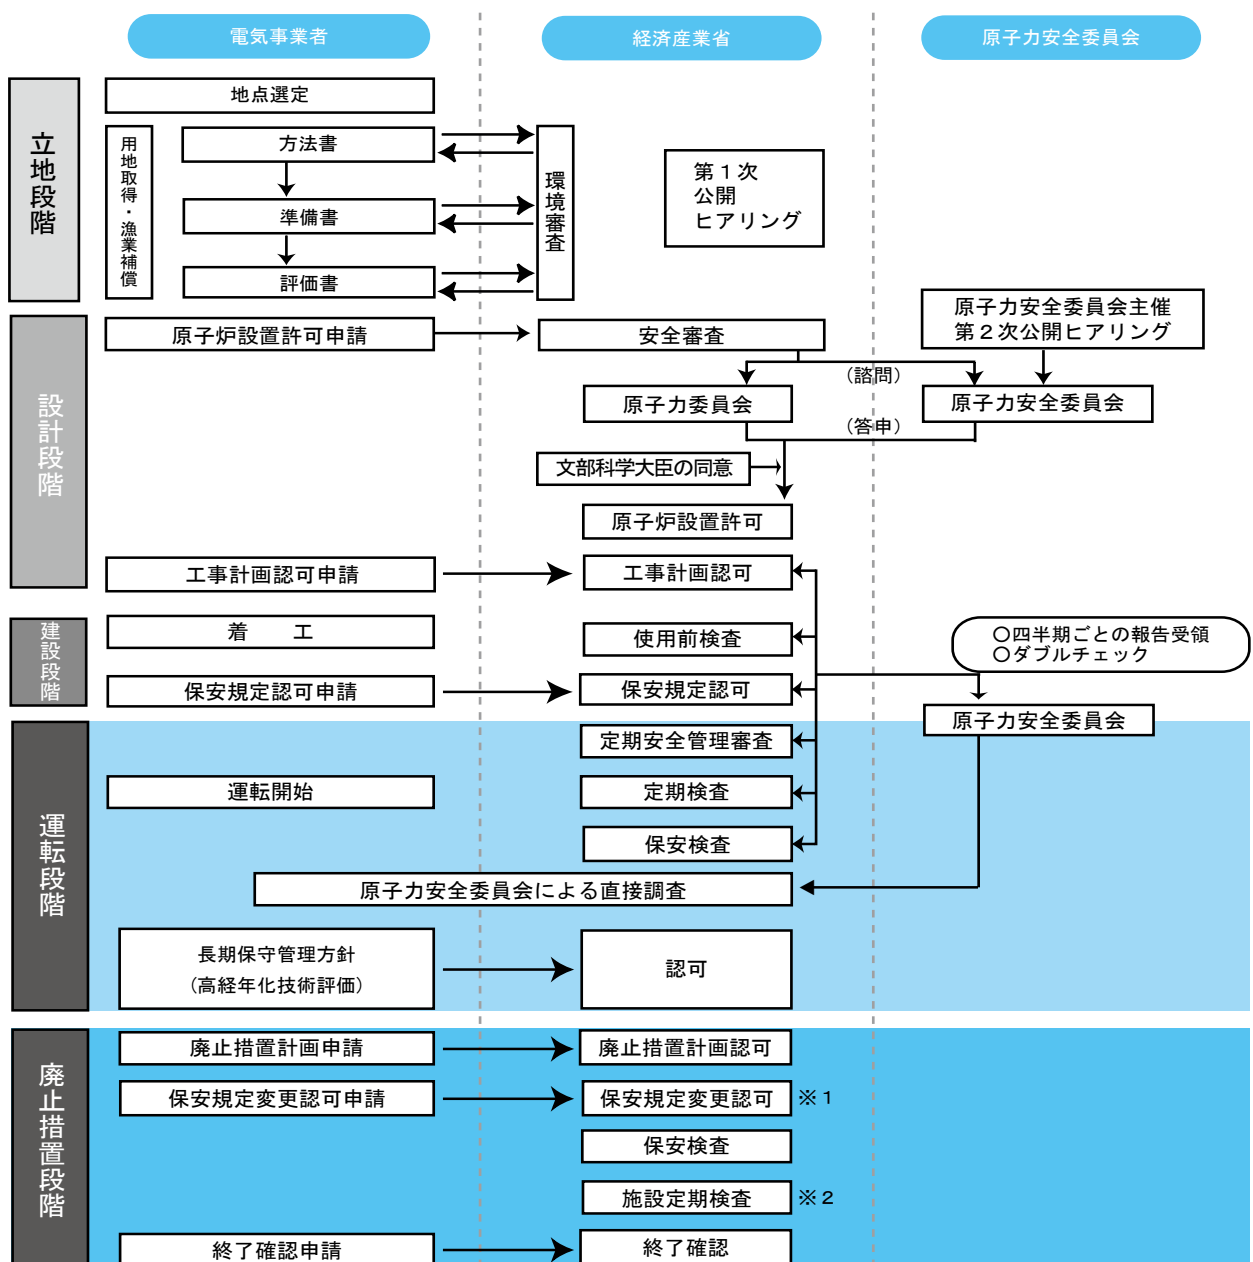 電気事業者
経済産業省
原子力安全委員会
立地段階
地点選定
用地取得・漁業補償
方法書
準備書
評価書
環境審査
第1次
公開
ヒアリング
設計段階
原子炉設置許可申請
安全審査
原子力安全委員会主催
第2次公開ヒアリング
(諮問)
原子力委員会
原子力安全委員会
(答申)
文部科学大臣の同意
原子炉設置許可
工事計画認可申請
工事計画認可
建設段階
着　工
使用前検査
○四半期ごとの報告受領
○ダブルチェック
保安規定認可申請
保安規定認可
原子力安全委員会
運転段階
定期安全管理審査
運転開始
定期検査
保安検査
原子力安全委員会による直接調査
長期保守管理方針
(高経年化技術評価)
認可
廃止措置段階
廃止措置計画申請
廃止措置計画認可
保安規定変更認可申請
保安規定変更認可 ※1
保安検査
施設定期検査 ※2
終了確認申請
終了確認